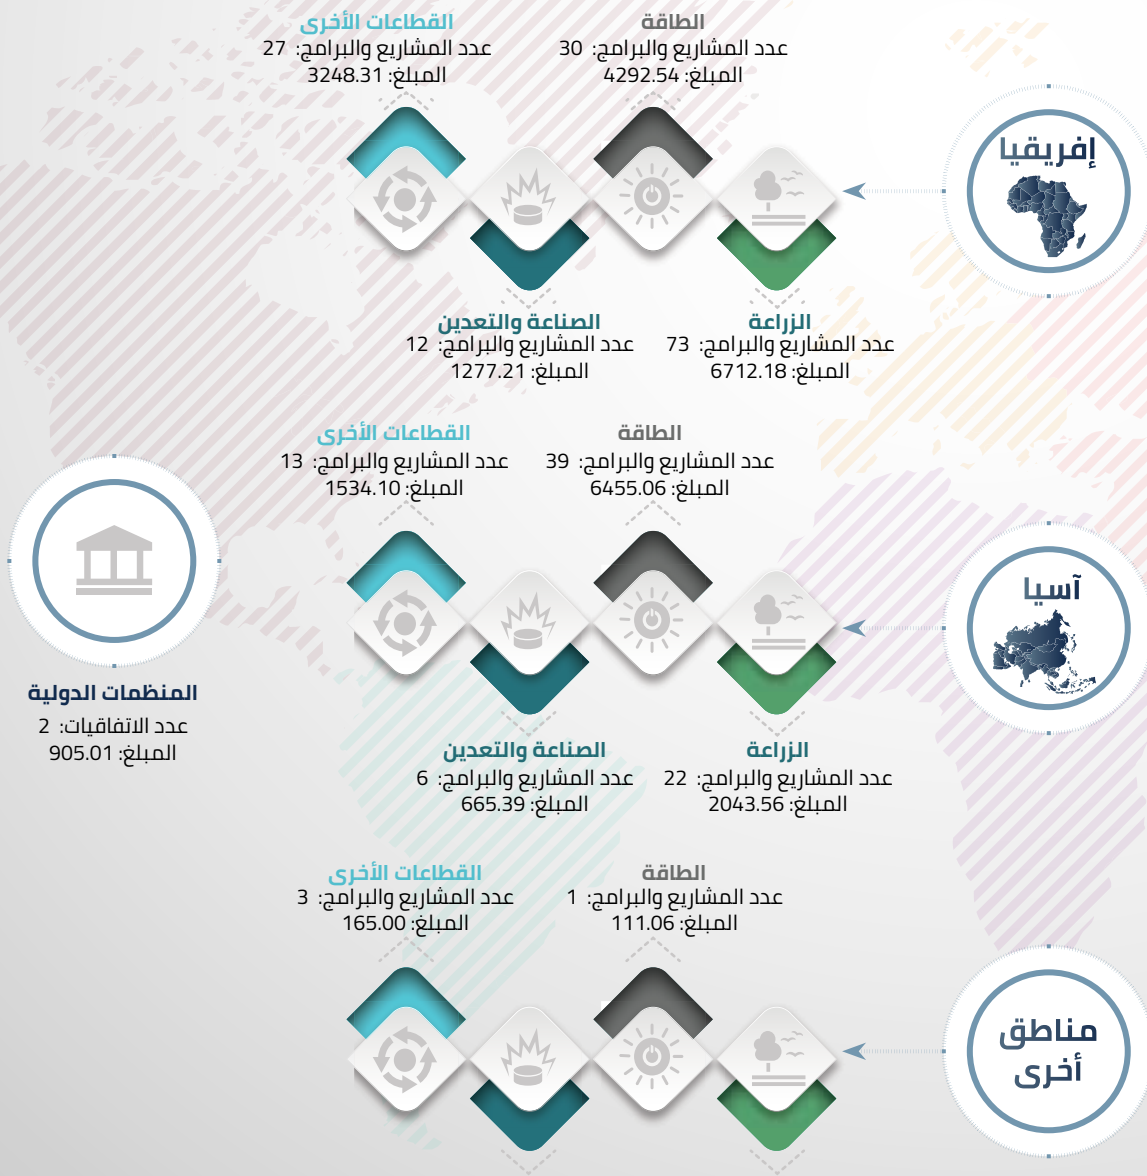 إفريقيا
الطاقة
عدد المشاريع والبرامج: 30
المبلغ: 4292.54
القطاعات الأخرى
عدد المشاريع والبرامج: 27
المبلغ: 3248.31
الزراعة
عدد المشاريع والبرامج: 73
المبلغ: 6712.18
الصناعة والتعدين
عدد المشاريع والبرامج: 12
المبلغ: 1277.21
آسيا
الطاقة
عدد المشاريع والبرامج: 39
المبلغ: 6455.06
القطاعات الأخرى
عدد المشاريع والبرامج: 13
المبلغ: 1534.10
الزراعة
عدد المشاريع والبرامج: 22
المبلغ: 2043.56
الصناعة والتعدين
عدد المشاريع والبرامج: 6
المبلغ: 665.39
المنظمات الدولية
عدد الاتفاقيات: 2
المبلغ: 905.01
مناطق
أخرى
الطاقة
عدد المشاريع والبرامج: 1
المبلغ: 111.06
القطاعات الأخرى
عدد المشاريع والبرامج: 3
المبلغ: 165.00